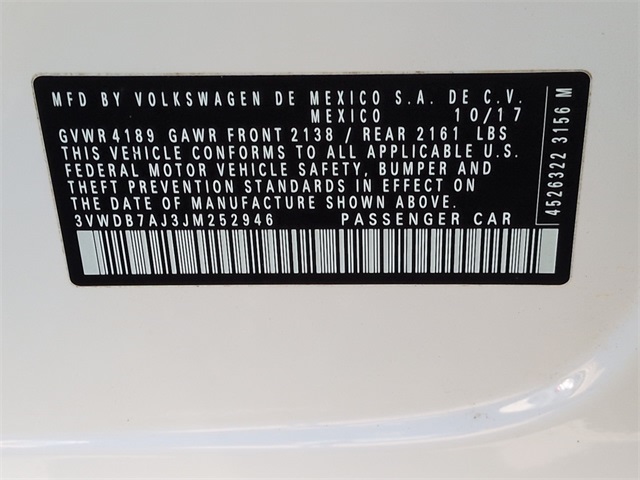 MFD BY VOLKSWAGEN DE MEXICO S.A. DE C.V.
MEXICO 10/17
GVWR 4189 GAWR FRONT 2138 / REAR 2161 LBS
THIS VEHICLE CONFORMS TO ALL APPLICABLE U.S.
FEDERAL MOTOR VEHICLE SAFETY, BUMPER AND
THEFT PREVENTION STANDARDS IN EFFECT ON
THE DATE OF MANUFACTURE SHOWN ABOVE.
3VWDB7AJ3JM252946 PASSENGER CAR
4526322 3156 M